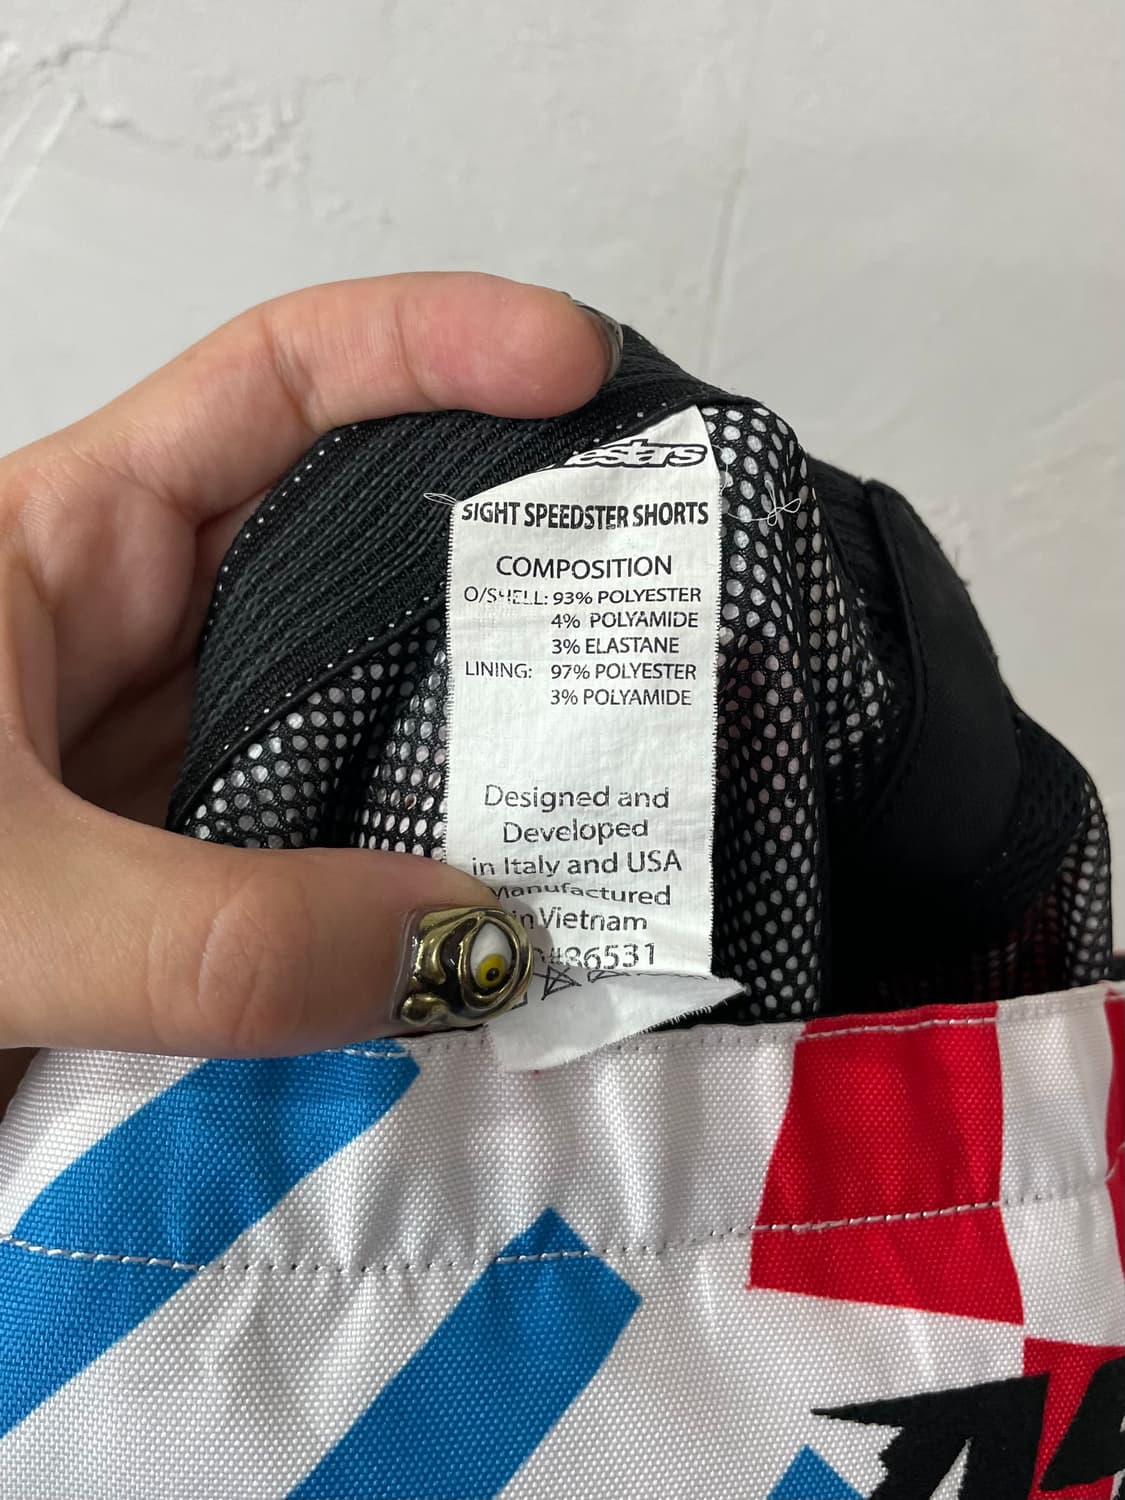 SIGHT SPEEDSTER SHORTS
COMPOSITION
O/SHELL: 93% POLYESTER
4% POLYAMIDE
3% ELASTANE
LINING: 97% POLYESTER
3% POLYAMIDE
Designed and
Developed
in Italy and USA
Manufactured
in Vietnam
#86531